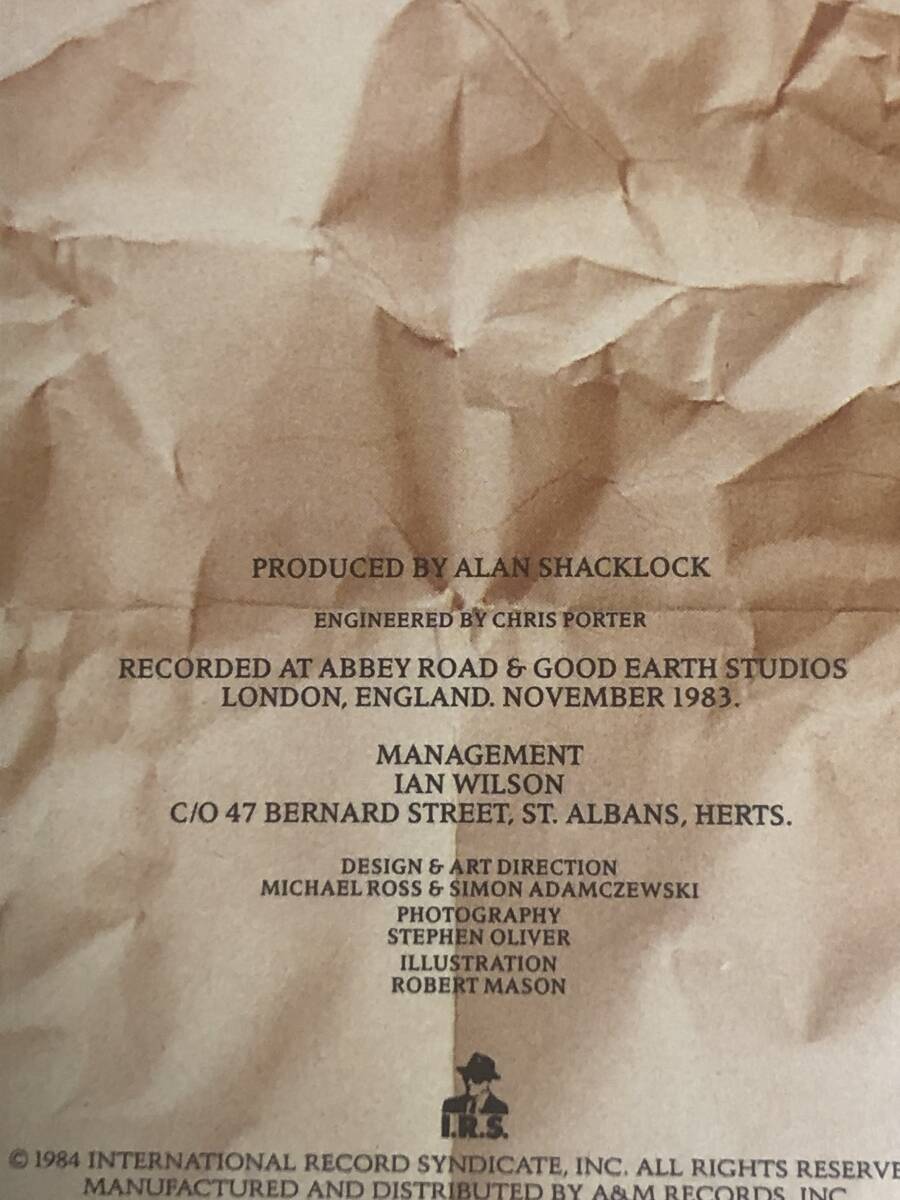 PRODUCED BY ALAN SHACKLOCK
ENGINEERED BY CHRIS PORTER
RECORDED AT ABBEY ROAD & GOOD EARTH STUDIOS
LONDON, ENGLAND. NOVEMBER 1983.
MANAGEMENT
IAN WILSON
C/O 47 BERNARD STREET, ST. ALBANS, HERTS.
DESIGN & ART DIRECTION
MICHAEL ROSS & SIMON ADAMCZEWSKI
PHOTOGRAPHY
STEPHEN OLIVER
ILLUSTRATION
ROBERT MASON
I.R.S.
© 1984 INTERNATIONAL RECORD SYNDICATE, INC. ALL RIGHTS RESERVE
MANUFACTURED AND DISTRIBUTED BY A&M RECORDS, IN